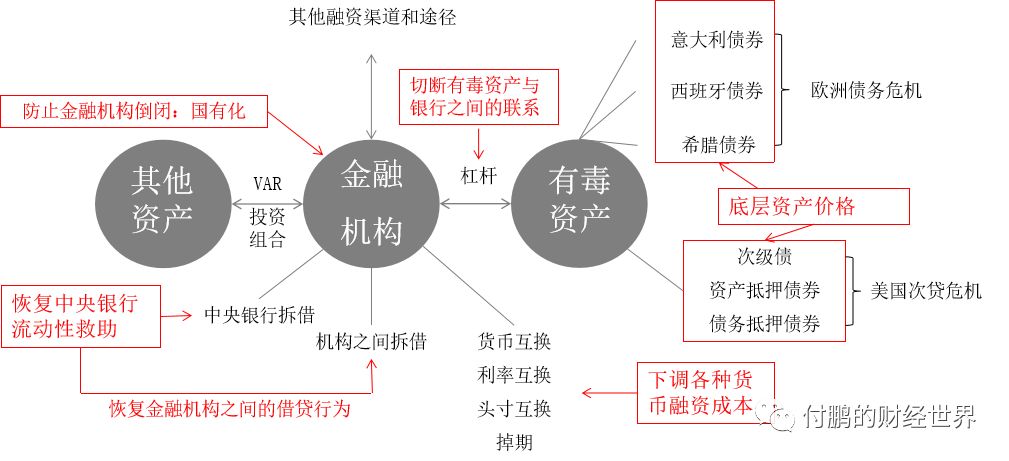 其他融资渠道和途径
防止金融机构倒闭：国有化
切断有毒资产与
银行之间的联系
意大利债券
西班牙债券
希腊债券
欧洲债务危机
其他
资产
VAR
投资
组合
金融
机构
杠杆
有毒
资产
底层资产价格
次级债
资产抵押债券
债务抵押债券
美国次贷危机
恢复中央银行
流动性救助
中央银行拆借
机构之间拆借
恢复金融机构之间的借贷行为
货币互换
利率互换
头寸互换
掉期
下调各种货
币融资成本
付鹏的财经世界